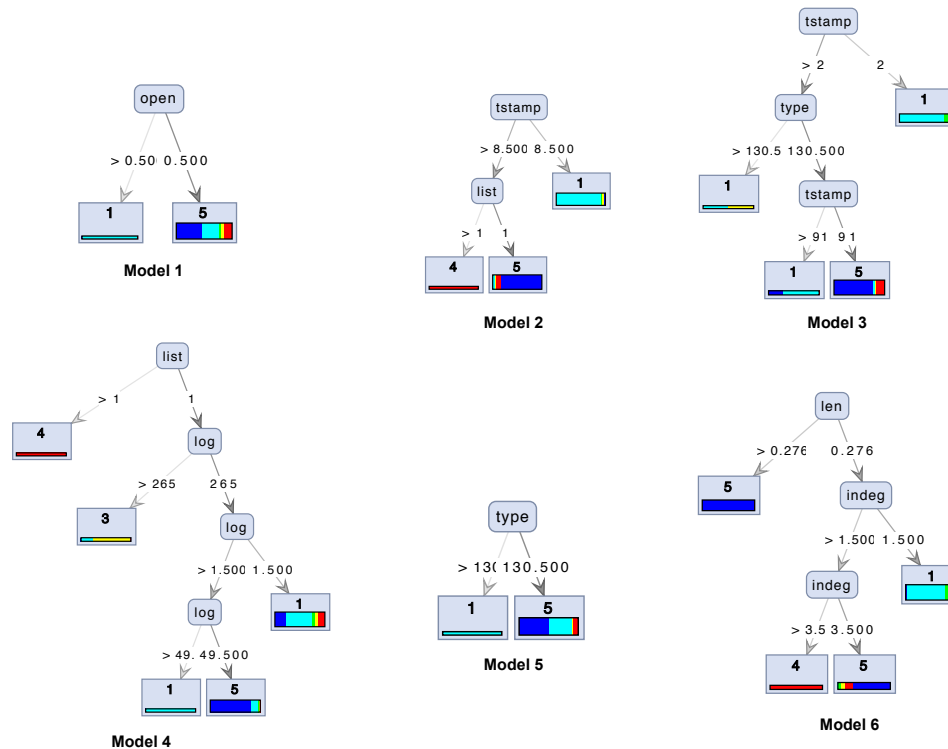 open
> 0.500 0.500
1
5
Model 1
tstamp
> 8.500 8.500
list
1
> 1 1
4
5
Model 2
tstamp
> 2 2
type
1
> 130.5 130.500
1
tstamp
> 91 91
1
5
Model 3
list
> 1 1
4
log
> 265 265
3
log
> 1.500 1.500
log
1
> 49. 49.500
1
5
Model 4
type
> 130 130.500
1
5
Model 5
len
> 0.276 0.276
5
indeg
> 1.500 1.500
indeg
1
> 3.5 3.500
4
5
Model 6